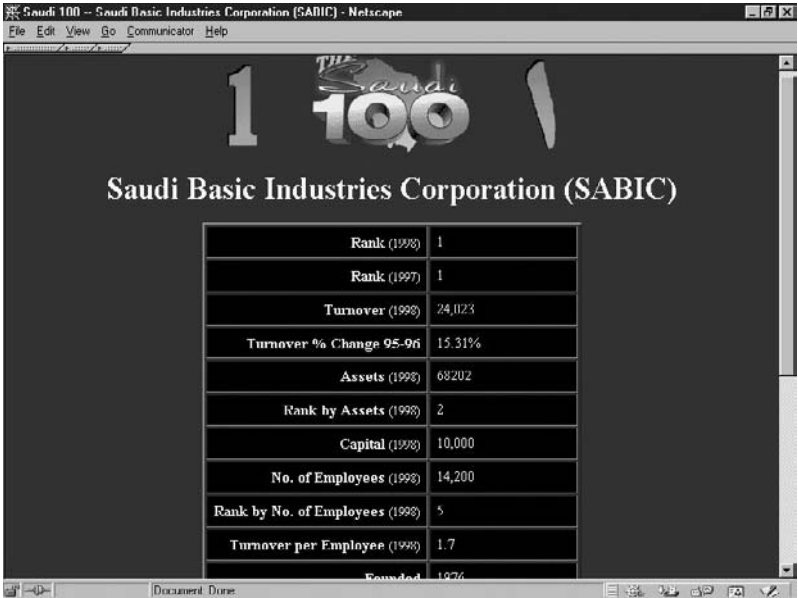 Saudi 100 -- Saudi Basic Industries Corporation (SABIC) - Netscape
File Edit View Go Communicator Help
1 THE Saudi 100 ١
Saudi Basic Industries Corporation (SABIC)
Rank (1998) 1
Rank (1997) 1
Turnover (1998) 24,023
Turnover % Change 95-96 15.31%
Assets (1998) 68202
Rank by Assets (1998) 2
Capital (1998) 10,000
No. of Employees (1998) 14,200
Rank by No. of Employees (1998) 5
Turnover per Employee (1998) 1.7
Founded 1976
Document: Done